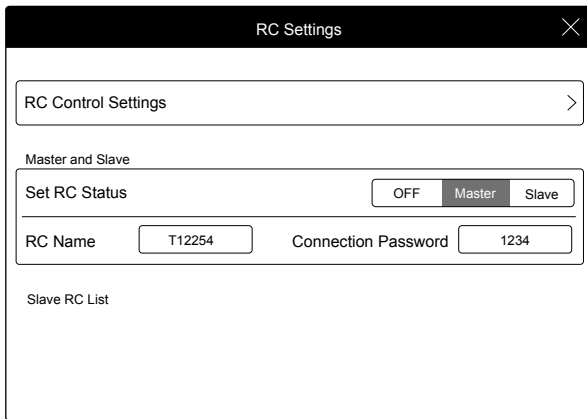 RC Settings
RC Control Settings
Master and Slave
Set RC Status OFF Master Slave
RC Name T12254 Connection Password 1234
Slave RC List